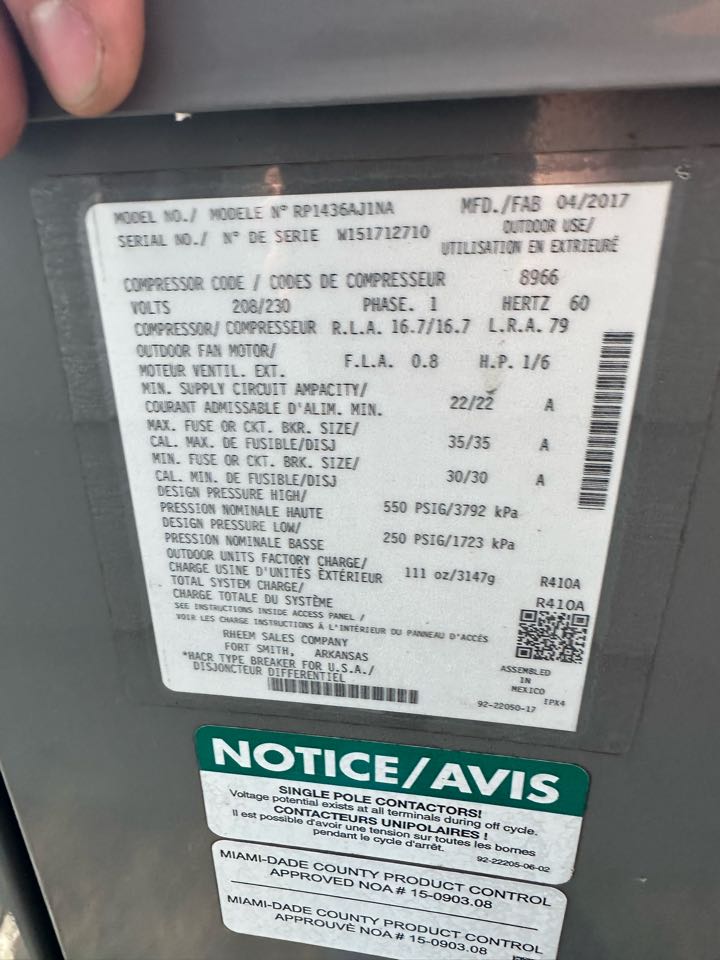 MODEL NO./ MODELE N° RP1436AJ1NA MFD./FAB 04/2017
SERIAL NO./ N° DE SERIE W151712710 OUTDOOR USE/
UTILISATION EN EXTRIEURÉ
COMPRESSOR CODE / CODES DE COMPRESSEUR 8966
VOLTS 208/230 PHASE. 1 HERTZ 60
COMPRESSOR/ COMPRESSEUR R.L.A. 16.7/16.7 L.R.A. 79
OUTDOOR FAN MOTOR/
MOTEUR VENTIL. EXT. F.L.A. 0.8 H.P. 1/6
MIN. SUPPLY CIRCUIT AMPACITY/
COURANT ADMISSABLE D'ALIM. MIN. 22/22 A
MAX. FUSE OR CKT. BKR. SIZE/
CAL. MAX. DE FUSIBLE/DISJ 35/35 A
MIN. FUSE OR CKT. BRK. SIZE/
CAL. MIN. DE FUSIBLE/DISJ 30/30 A
DESIGN PRESSURE HIGH/
PRESSION NOMINALE HAUTE 550 PSIG/3792 kPa
DESIGN PRESSURE LOW/
PRESSION NOMINALE BASSE 250 PSIG/1723 kPa
OUTDOOR UNITS FACTORY CHARGE/
CHARGE USINE D'UNITÉS ÈXTÉRIEUR 111 oz/3147g R410A
TOTAL SYSTEM CHARGE/
CHARGE TOTALE DU SYSTÈME R410A
SEE INSTRUCTIONS INSIDE ACCESS PANEL /
VOIR LES CHARGE INSTRUCTIONS À L'INTÉRIEUR DU PANNEAU D'ACCÈS
RHEEM SALES COMPANY
FORT SMITH, ARKANSAS
*HACR TYPE BREAKER FOR U.S.A./
DISJONCTEUR DIFFERENTIEL
ASSEMBLED
IN
MEXICO
92-22050-17 IPX4
NOTICE/AVIS
SINGLE POLE CONTACTORS!
Voltage potential exists at all terminals during off cycle.
CONTACTEURS UNIPOLAIRES !
Il est possible d'avoir une tension sur toutes les bornes
pendant le cycle d'arrêt.
92-22205-06-02
MIAMI-DADE COUNTY PRODUCT CONTROL
APPROVED NOA # 15-0903.08
MIAMI-DADE COUNTY PRODUCT CONTROL
APPROUVÉ NOA # 15-0903.08